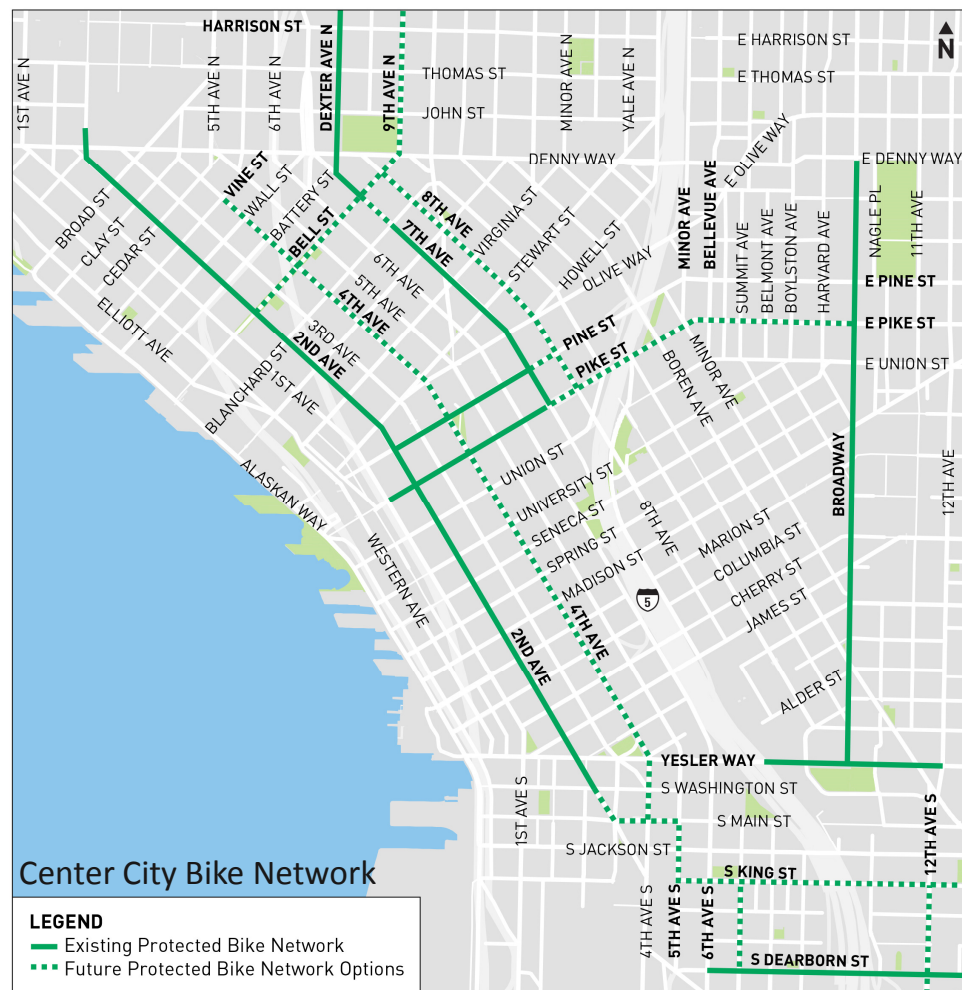 HARRISON ST
DEXTER AVE N
9TH AVE N
1ST AVE N
5TH AVE N
6TH AVE N
THOMAS ST
JOHN ST
MINOR AVE N
YALE AVE N
E HARRISON ST
E THOMAS ST
N
DENNY WAY
E OLIVE WAY
E DENNY WAY
VINE ST
WALL ST
BATTERY ST
BELL ST
BROAD ST
CLAY ST
CEDAR ST
8TH AVE
7TH AVE
VIRGINIA ST
STEWART ST
HOWELL ST
OLIVE WAY
MINOR AVE
BELLEVUE AVE
SUMMIT AVE
BELMONT AVE
BOYLSTON AVE
HARVARD AVE
NAGLE PL
11TH AVE
E PINE ST
E PIKE ST
E UNION ST
6TH AVE
5TH AVE
4TH AVE
3RD AVE
2ND AVE
1ST AVE
ELLIOTT AVE
BLANCHARD ST
PINE ST
PIKE ST
MINOR AVE
BOREN AVE
BROADWAY
12TH AVE
ALASKAN WAY
WESTERN AVE
UNION ST
UNIVERSITY ST
SENECA ST
SPRING ST
MADISON ST
8TH AVE
MARION ST
COLUMBIA ST
CHERRY ST
JAMES ST
5
4TH AVE
2ND AVE
ALDER ST
YESLER WAY
S WASHINGTON ST
S MAIN ST
1ST AVE S
S JACKSON ST
S KING ST
12TH AVE S
4TH AVE S
5TH AVE S
6TH AVE S
S DEARBORN ST
Center City Bike Network
LEGEND
Existing Protected Bike Network
Future Protected Bike Network Options